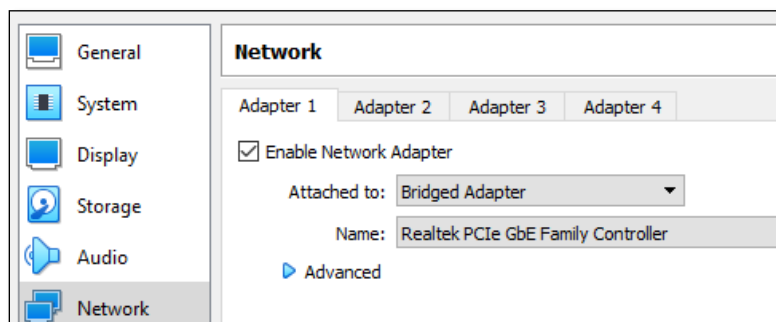 General
System
Display
Storage
Audio
Network
Network
Adapter 1 Adapter 2 Adapter 3 Adapter 4
Enable Network Adapter
Attached to: Bridged Adapter
Name: Realtek PCIe GbE Family Controller
Advanced